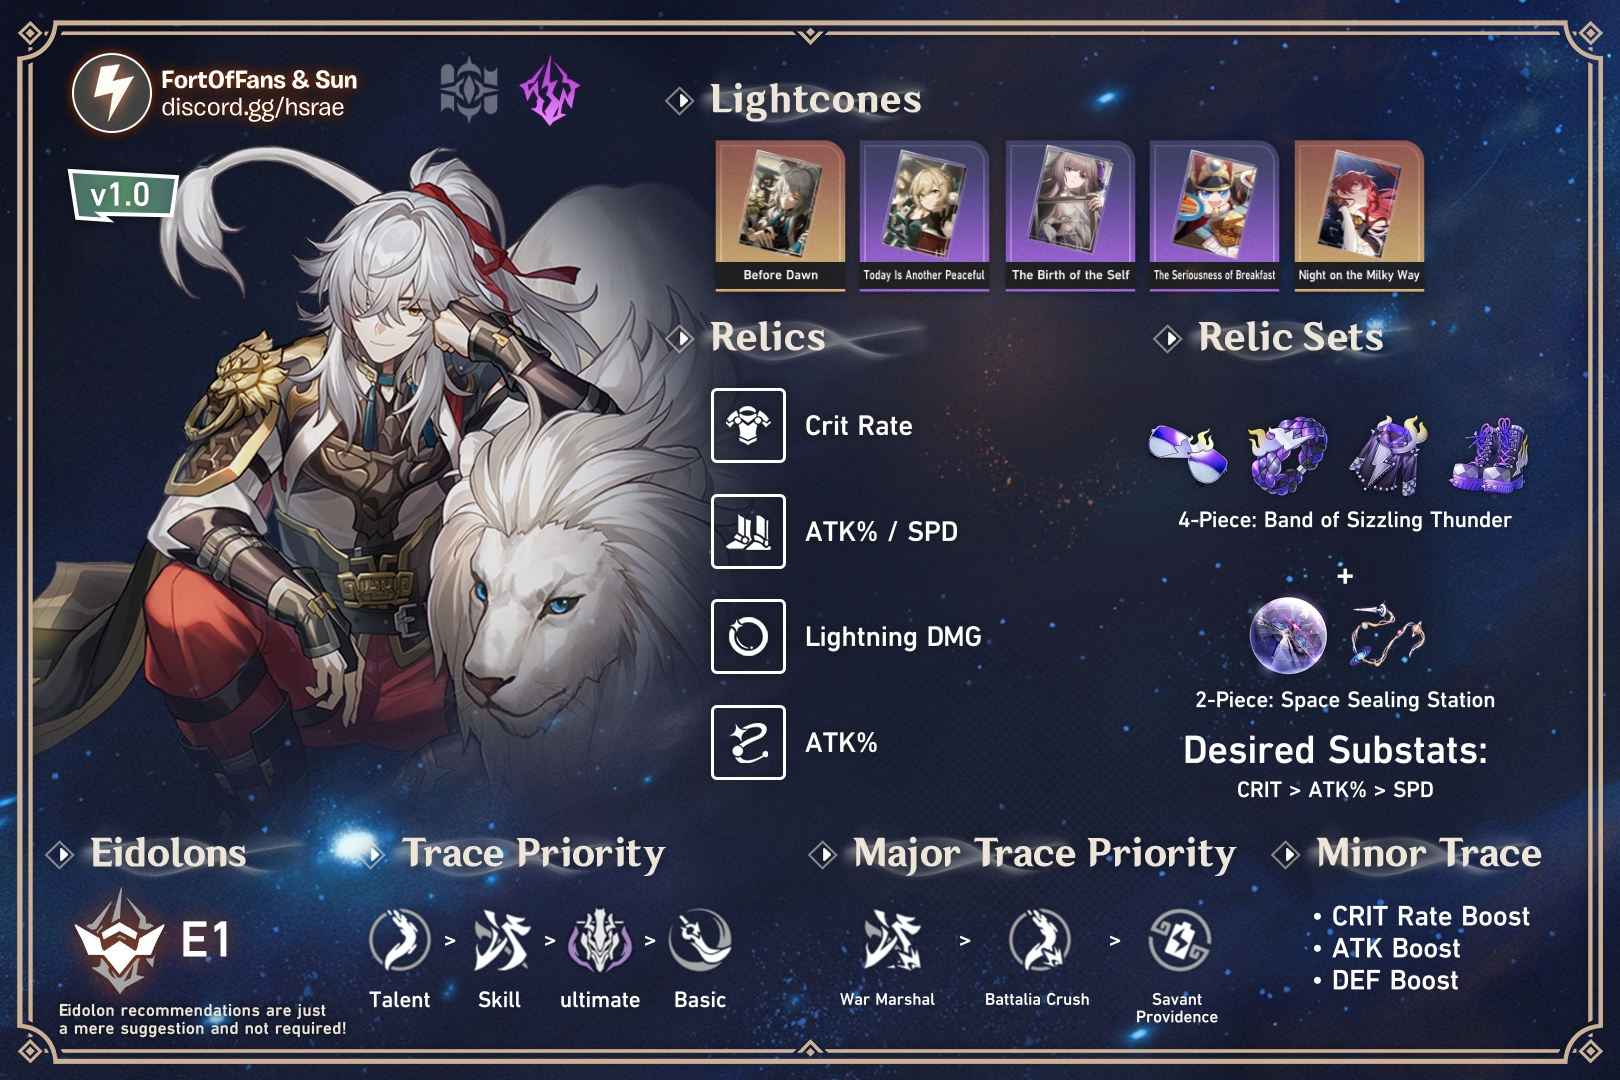 FortOfFans & Sun
discord.gg/hsrae
v1.0
Lightcones
Before Dawn
Today Is Another Peaceful
The Birth of the Self
The Seriousness of Breakfast
Night on the Milky Way
Relics
Crit Rate
ATK% / SPD
Lightning DMG
ATK%
Relic Sets
4-Piece: Band of Sizzling Thunder
+
2-Piece: Space Sealing Station
Desired Substats:
CRIT > ATK% > SPD
Eidolons
E1
Eidolon recommendations are just
a mere suggestion and not required!
Trace Priority
> > >
Talent Skill ultimate Basic
Major Trace Priority
> >
War Marshal Battalia Crush Savant
Providence
Minor Trace
• CRIT Rate Boost
• ATK Boost
• DEF Boost